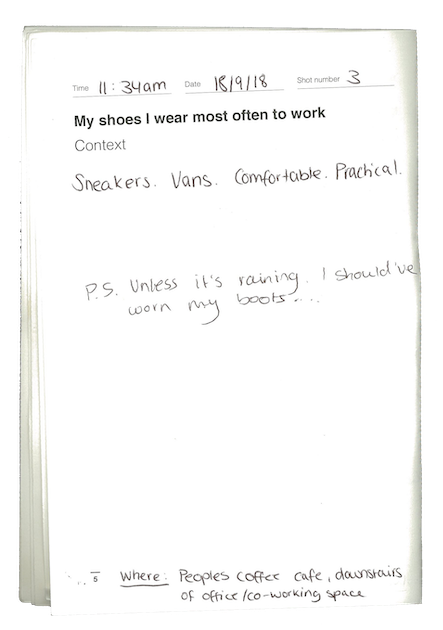 Time 11:34am Date 18/9/18 Shot number 3
My shoes I wear most often to work
Context
Sneakers. Vans. Comfortable. Practical.
P.S. Unless it's raining. I should've
worn my boots....
5 Where: Peoples Coffee cafe, downstairs
of office/co-working space